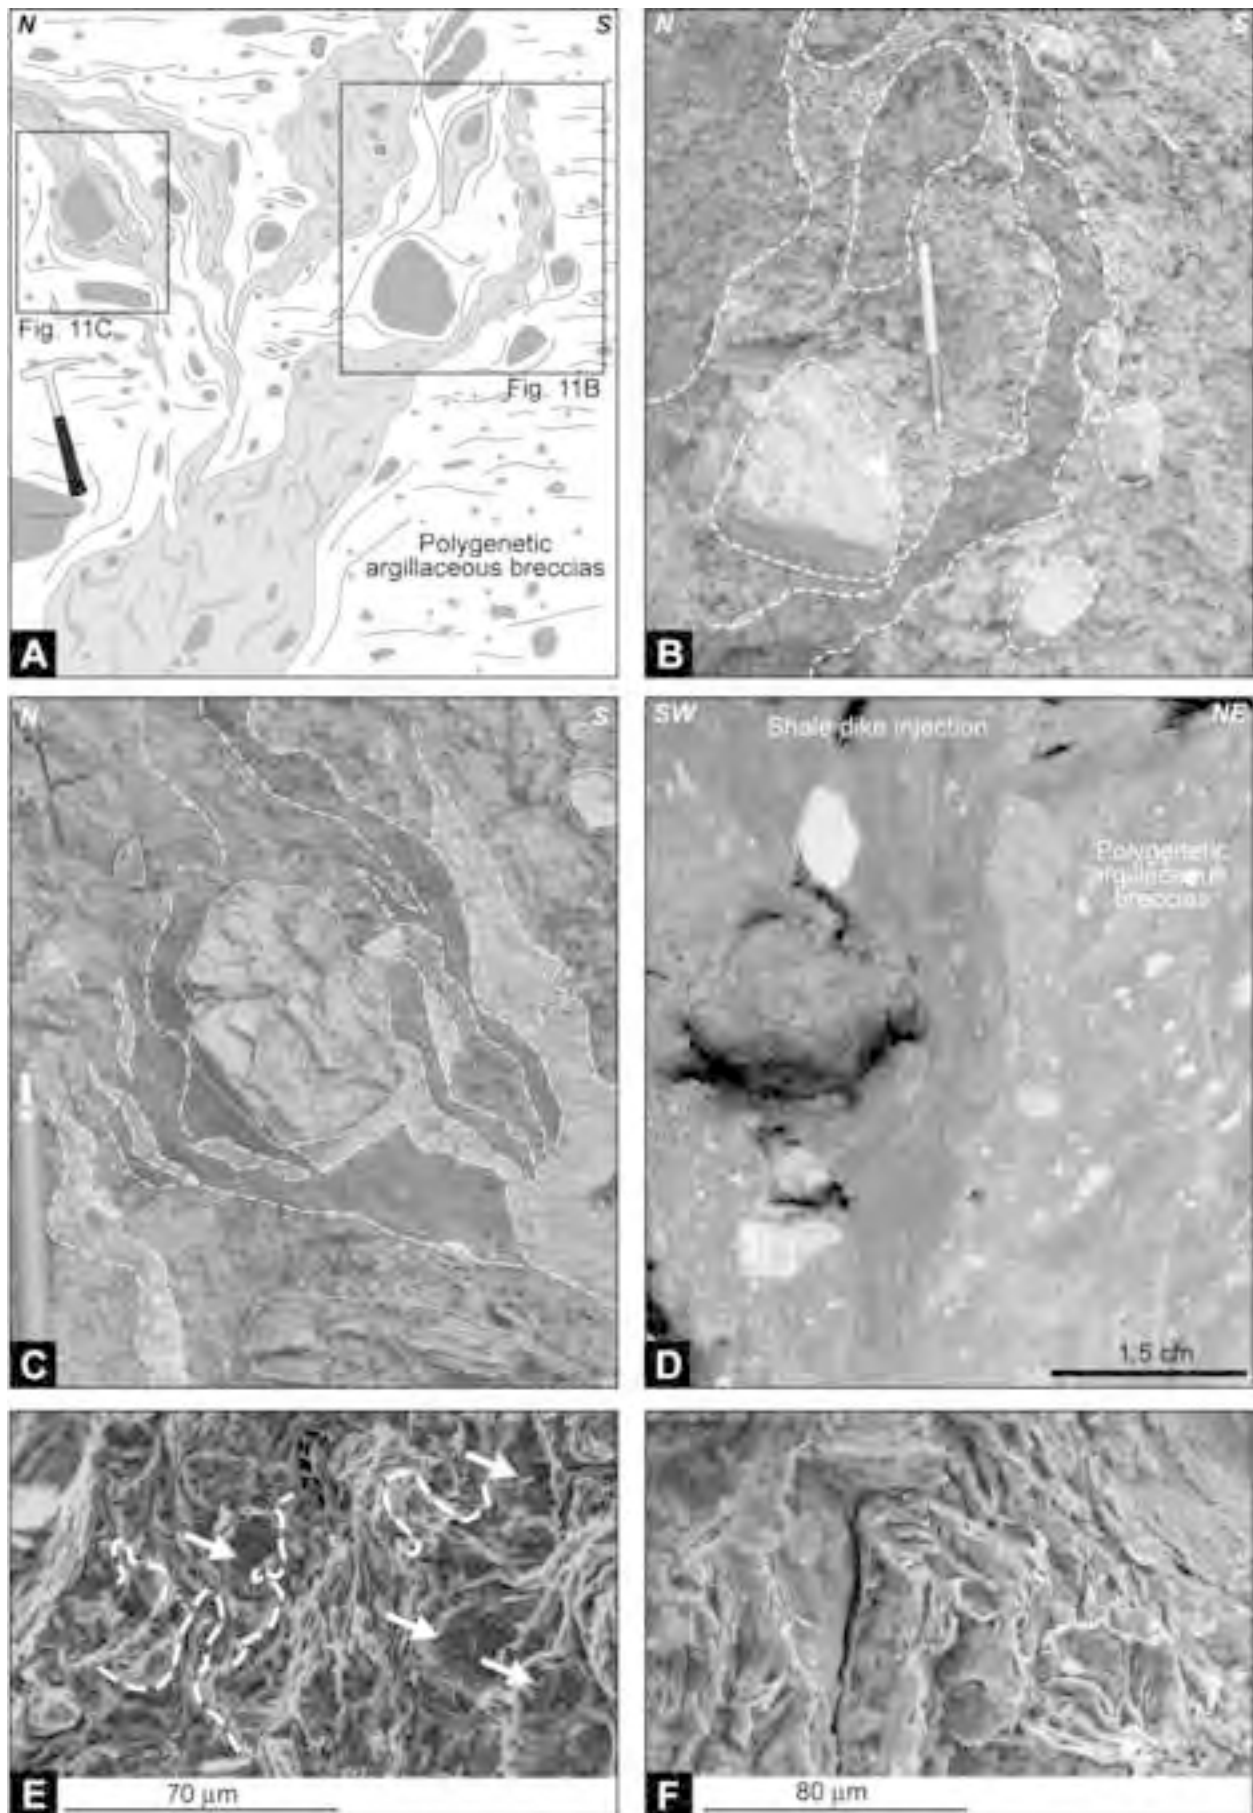 N S
Fig. 11C
Fig. 11B
Polygenetic
argillaceous breccias
A
N S
B
N S
C
SW NE
Shale dike injection
Polygenetic
argillaceous
breccias
1,5 cm
D
E
70 µm
F
80 µm